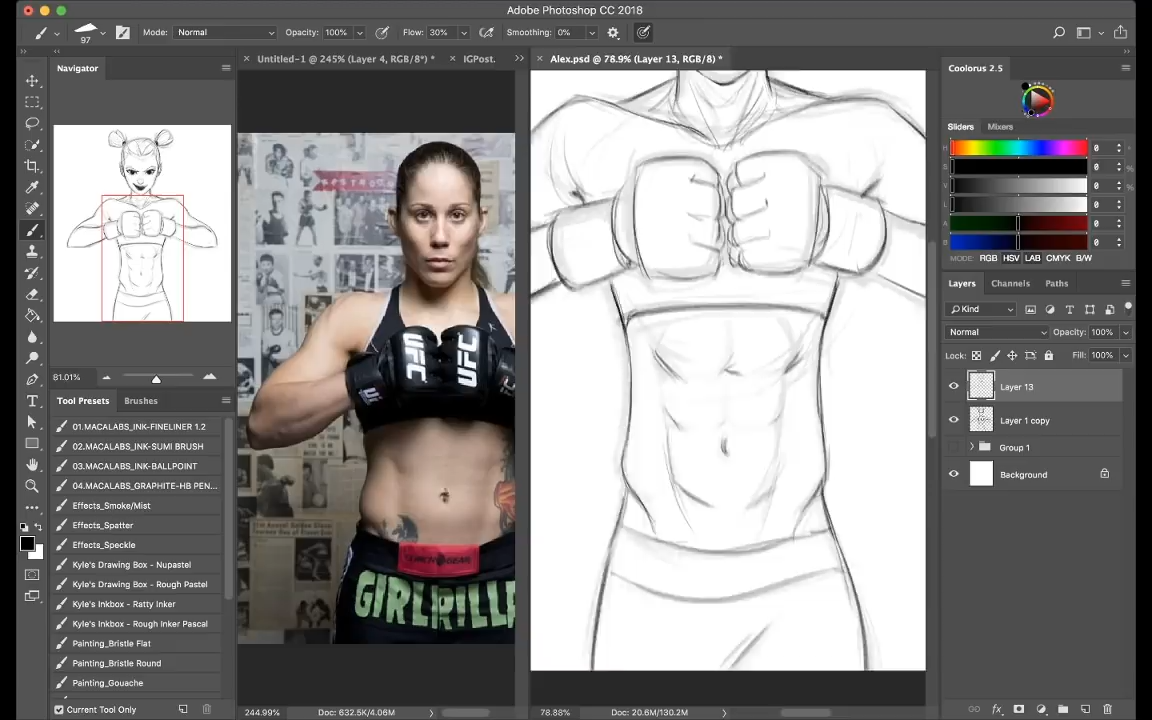 Adobe Photoshop CC 2018
97
Mode: Normal
Opacity: 100%
Flow: 30%
Smoothing: 0%
Navigator
Untitled-1 @ 245% (Layer 4, RGB/8*) *
IGPost.
Alex.psd @ 78.9% (Layer 13, RGB/8) *
Coolorus 2.5
Sliders
Mixers
H 0 °
S 0 %
V 0
L 0 %
A 0
B 0
MODE: RGB HSV LAB CMYK B/W
Layers
Channels
Paths
Kind
Normal
Opacity: 100%
Lock:
Fill: 100%
Layer 13
Layer 1 copy
Group 1
Background
81.01%
Tool Presets
Brushes
01.MACALABS_INK-FINELINER 1.2
02.MACALABS_INK-SUMI BRUSH
03.MACALABS_INK-BALLPOINT
04.MACALABS_GRAPHITE-HB PEN...
Effects_Smoke/Mist
Effects_Spatter
Effects_Speckle
Kyle's Drawing Box - Nupastel
Kyle's Drawing Box - Rough Pastel
Kyle's Inkbox - Ratty Inker
Kyle's Inkbox - Rough Inker Pascal
Painting_Bristle Flat
Painting_Bristle Round
Painting_Gouache
Current Tool Only
UFC
UFC
GIRLRILLA
244.99%
Doc: 632.5K/4.06M
78.88%
Doc: 20.6M/130.2M